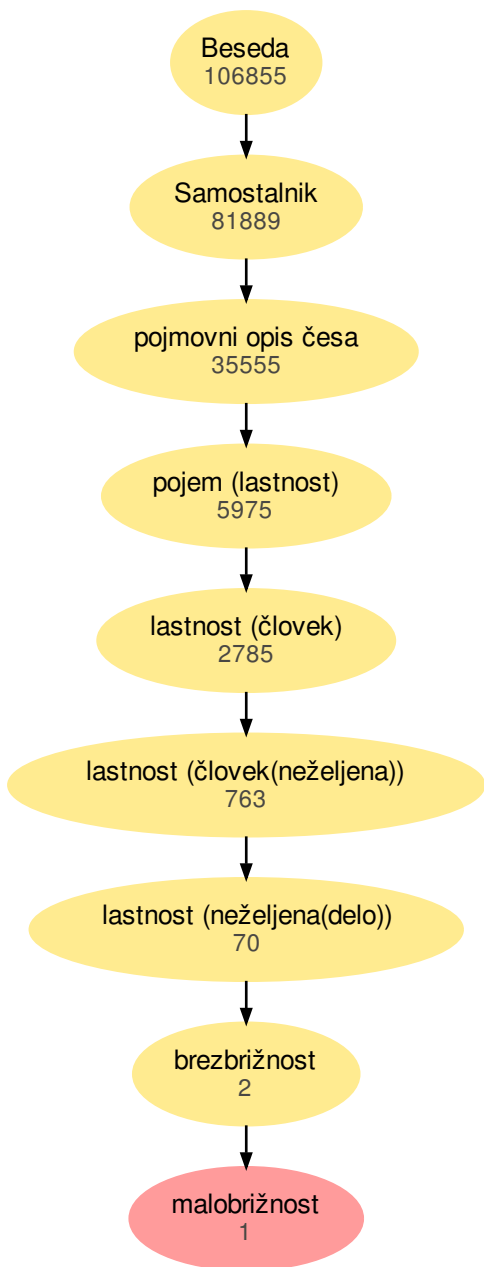 Beseda
106855
Samostalnik
81889
pojmovni opis česa
35555
pojem (lastnost)
5975
lastnost (človek)
2785
lastnost (človek(neželjena))
763
lastnost (neželjena(delo))
70
brezbrižnost
2
malobrižnost
1